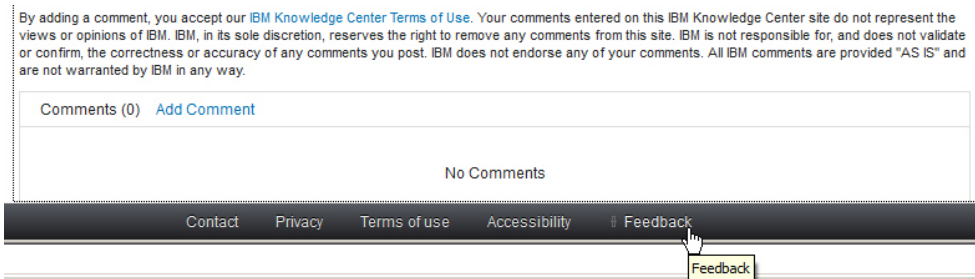 By adding a comment, you accept our IBM Knowledge Center Terms of Use. Your comments entered on this IBM Knowledge Center site do not represent the
views or opinions of IBM. IBM, in its sole discretion, reserves the right to remove any comments from this site. IBM is not responsible for, and does not validate
or confirm, the correctness or accuracy of any comments you post. IBM does not endorse any of your comments. All IBM comments are provided "AS IS" and
are not warranted by IBM in any way.
Comments (0) Add Comment
No Comments
Contact Privacy Terms of use Accessibility Feedback
Feedback